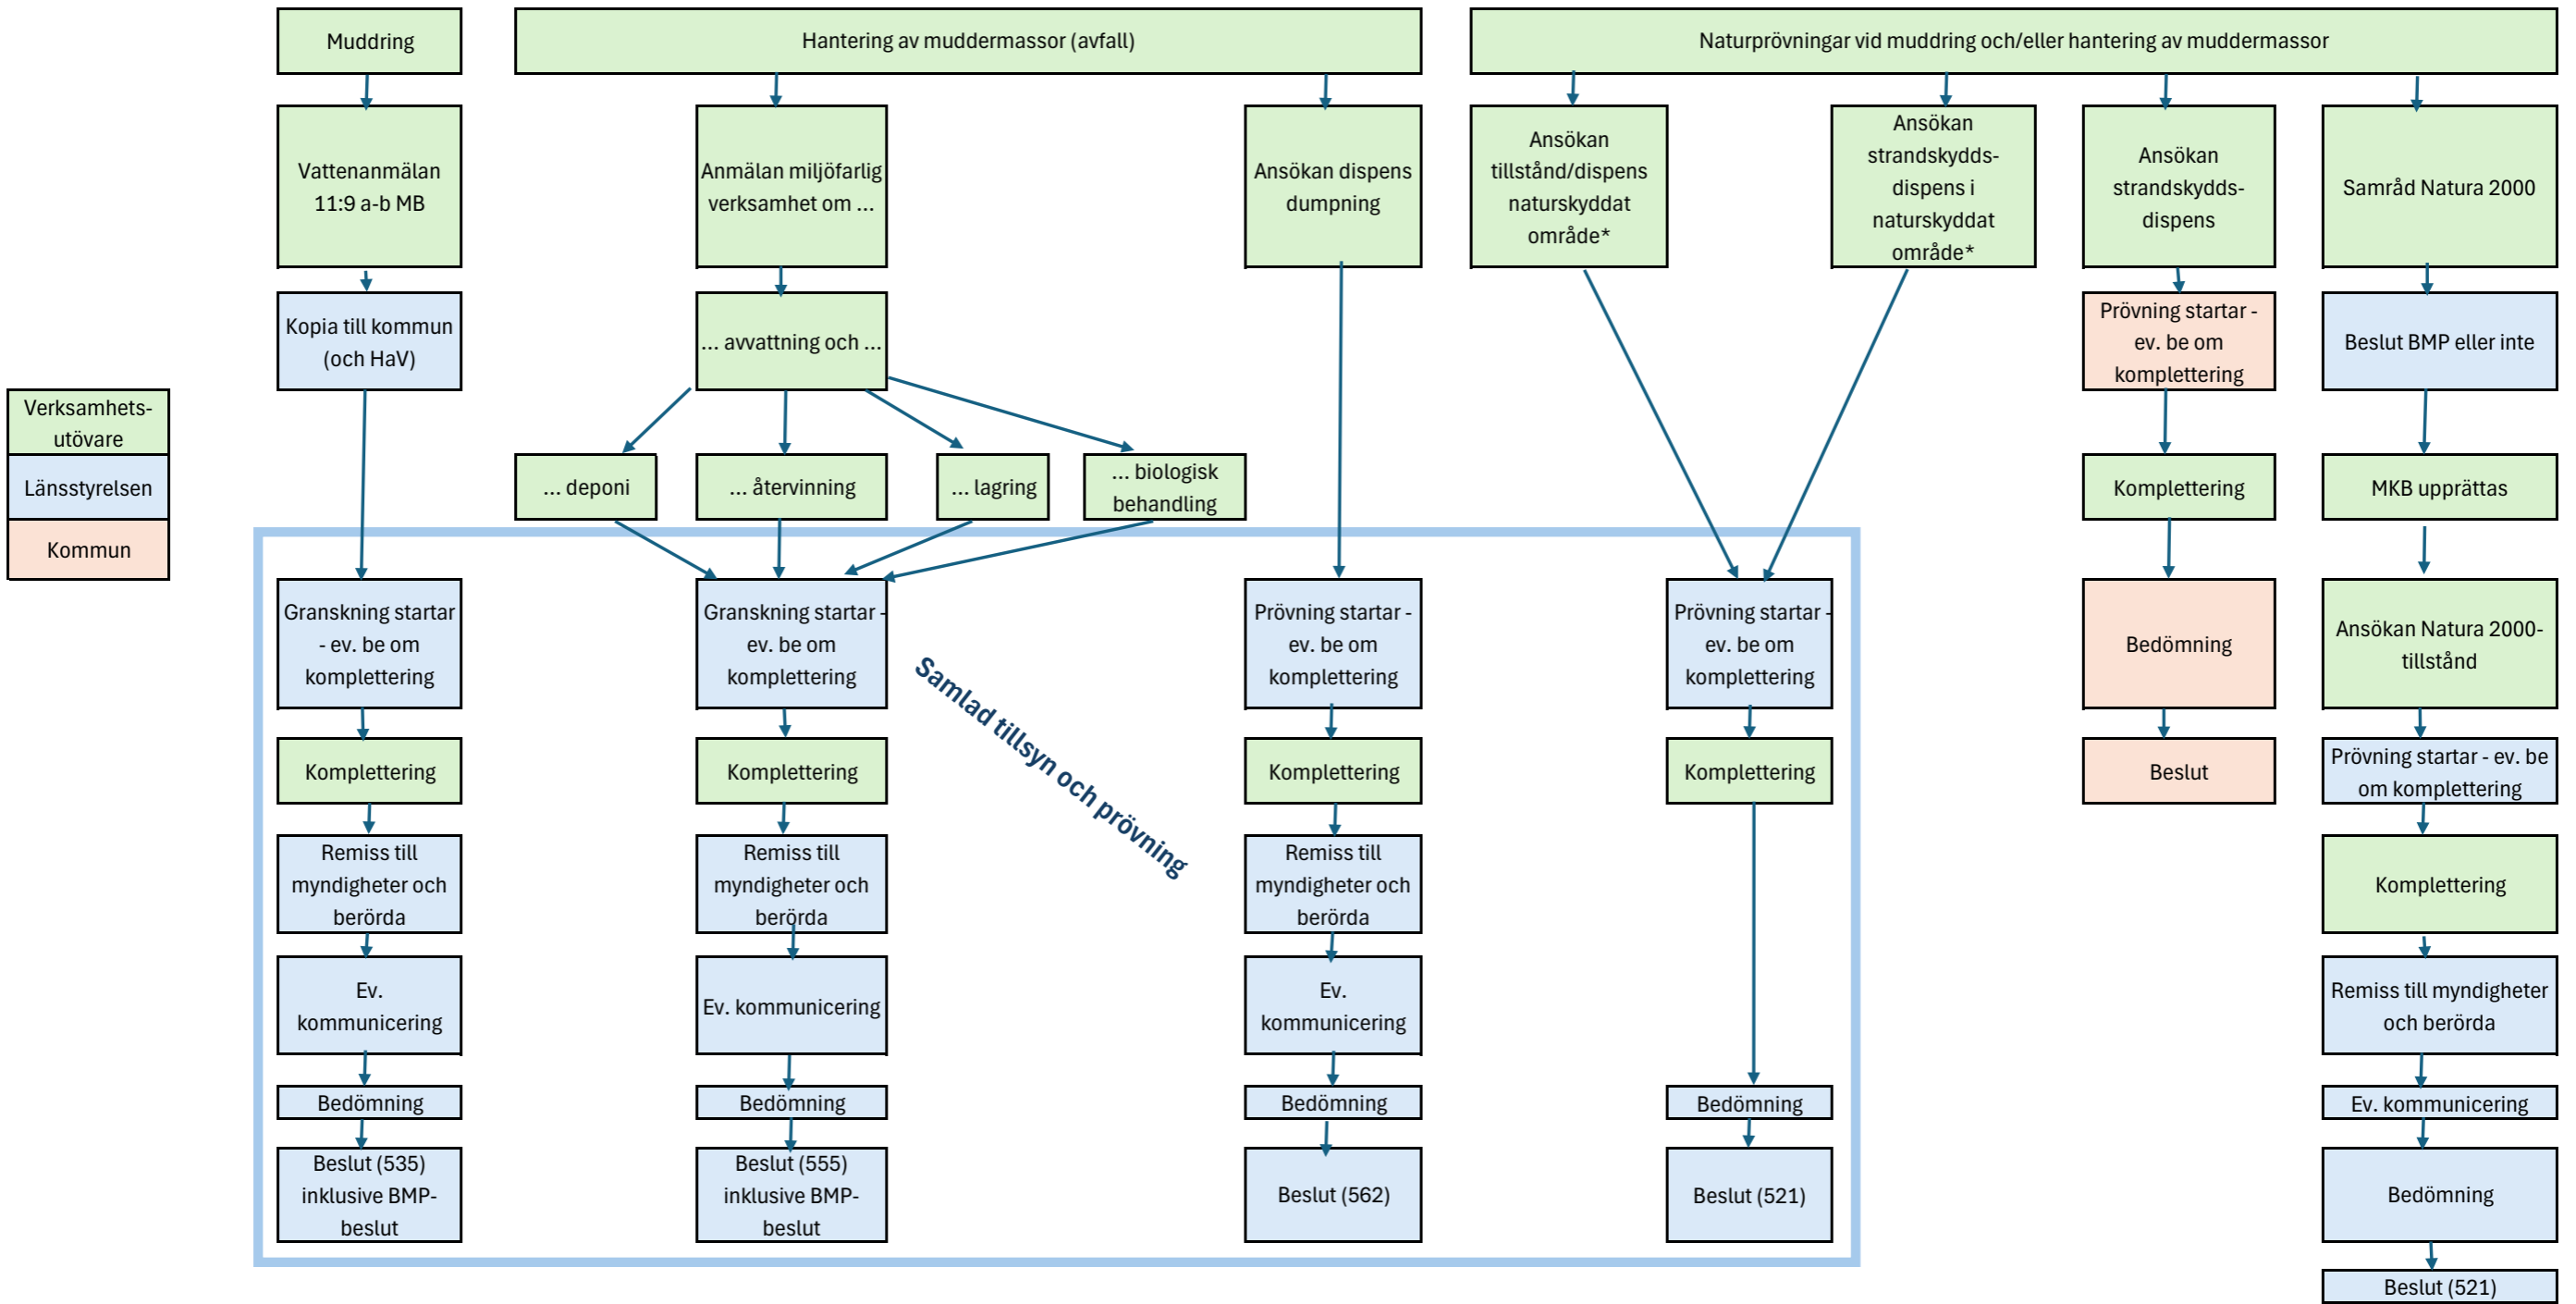 Muddring
Hantering av muddermassor (avfall)
Naturprövningar vid muddring och/eller hantering av muddermassor
Vattenanmälan
11:9 a-b MB
Anmälan miljöfarlig
verksamhet om ...
Ansökan dispens
dumpning
Ansökan
tillstånd/dispens
naturskyddat
område*
Ansökan
strandskydds-
dispens i
naturskyddat
område*
Ansökan
strandskydds-
dispens
Samråd Natura 2000
Kopia till kommun
(och HaV)
... avvattning och ...
Prövning startar -
ev. be om
komplettering
Beslut BMP eller inte
Verksamhets-
utövare
Länsstyrelsen
Kommun
... deponi
... återvinning
... lagring
... biologisk
behandling
Komplettering
MKB upprättas
Granskning startar
- ev. be om
komplettering
Granskning startar -
ev. be om
komplettering
Prövning startar -
ev. be om
komplettering
Prövning startar -
ev. be om
komplettering
Bedömning
Ansökan Natura 2000-
tillstånd
Samlad tillsyn och prövning
Komplettering
Komplettering
Komplettering
Komplettering
Beslut
Prövning startar - ev. be
om komplettering
Remiss till
myndigheter och
berörda
Remiss till
myndigheter och
berörda
Remiss till
myndigheter och
berörda
Komplettering
Ev.
kommunicering
Ev. kommunicering
Ev.
kommunicering
Remiss till myndigheter
och berörda
Bedömning
Bedömning
Bedömning
Bedömning
Ev. kommunicering
Beslut (535)
inklusive BMP-
beslut
Beslut (555)
inklusive BMP-
beslut
Beslut (562)
Beslut (521)
Bedömning
Beslut (521)